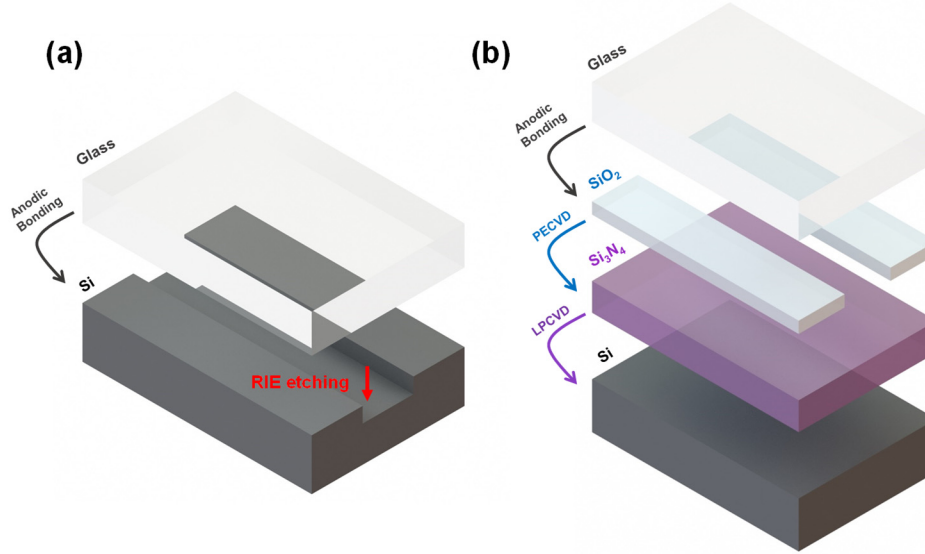 (a)
Glass
Anodic
Bonding
Si
RIE etching
(b)
Glass
Anodic
Bonding
SiO₂
PECVD
Si₃N₄
LPCVD
Si